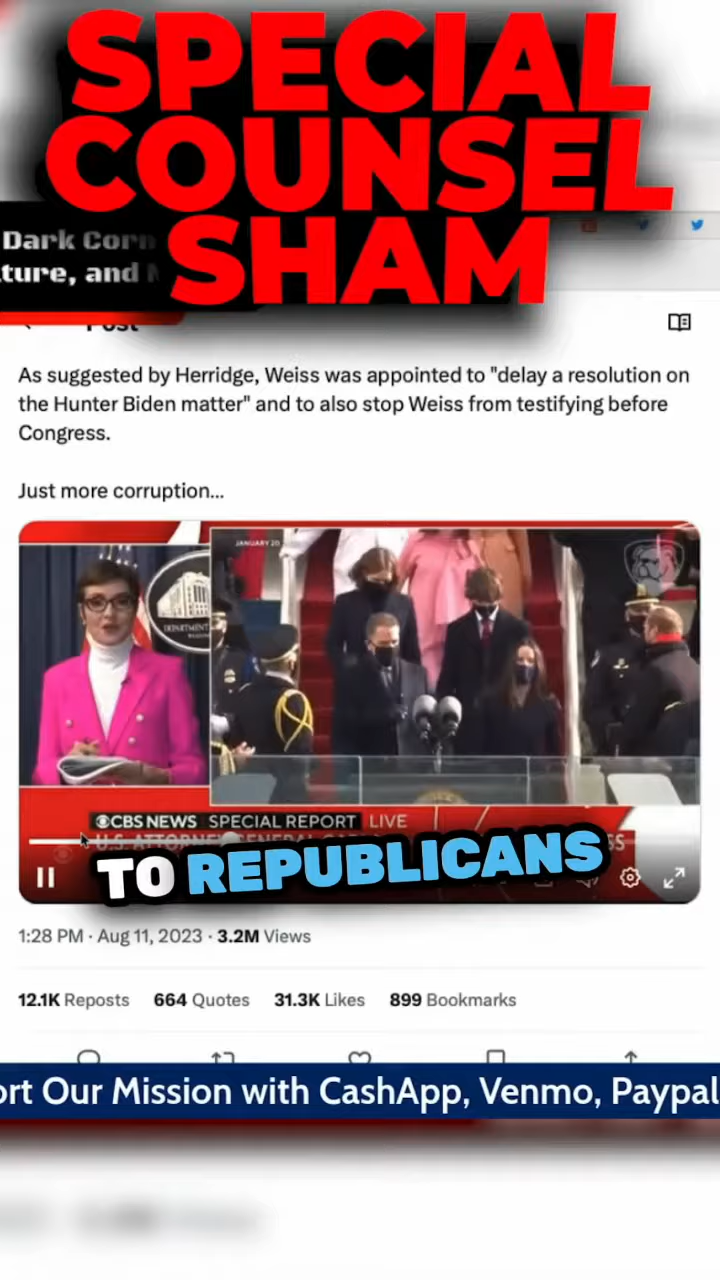 SPECIAL
COUNSEL
SHAM
Dark
ture, and
Post
As suggested by Herridge, Weiss was appointed to "delay a resolution on
the Hunter Biden matter" and to also stop Weiss from testifying before
Congress.
Just more corruption...
JANUARY 20
DEPARTMENT
CBS NEWS SPECIAL REPORT LIVE
U.S. ATTORNEY GENERAL
TO REPUBLICANS
1:28 PM · Aug 11, 2023 · 3.2M Views
12.1K Reposts 664 Quotes 31.3K Likes 899 Bookmarks
ort Our Mission with CashApp, Venmo, Paypal